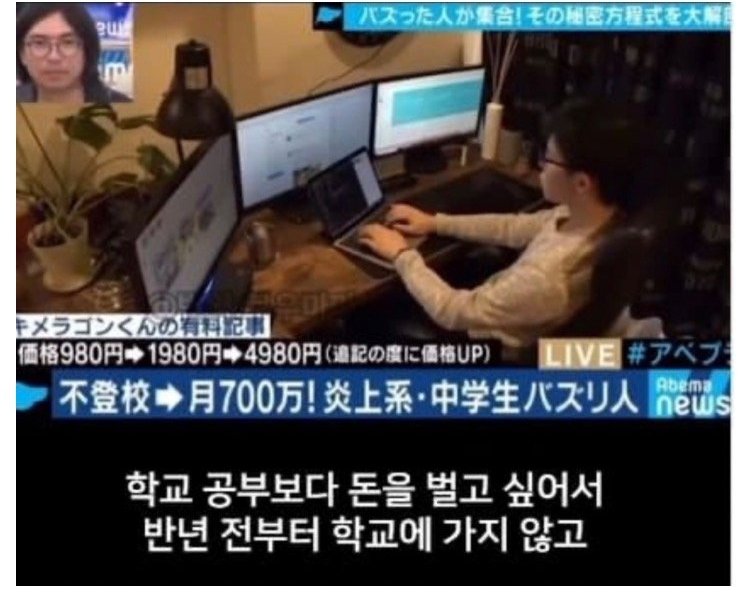 バズった人が集合!その秘密方程式を大解
キメラゴンくんの有料記事
価格980円➡1980円➡4980円(追記の度に価格UP)
LIVE #アベプラ
不登校➡月700万!炎上系・中学生バズり人
Abema news
학교 공부보다 돈을 벌고 싶어서
반년 전부터 학교에 가지 않고